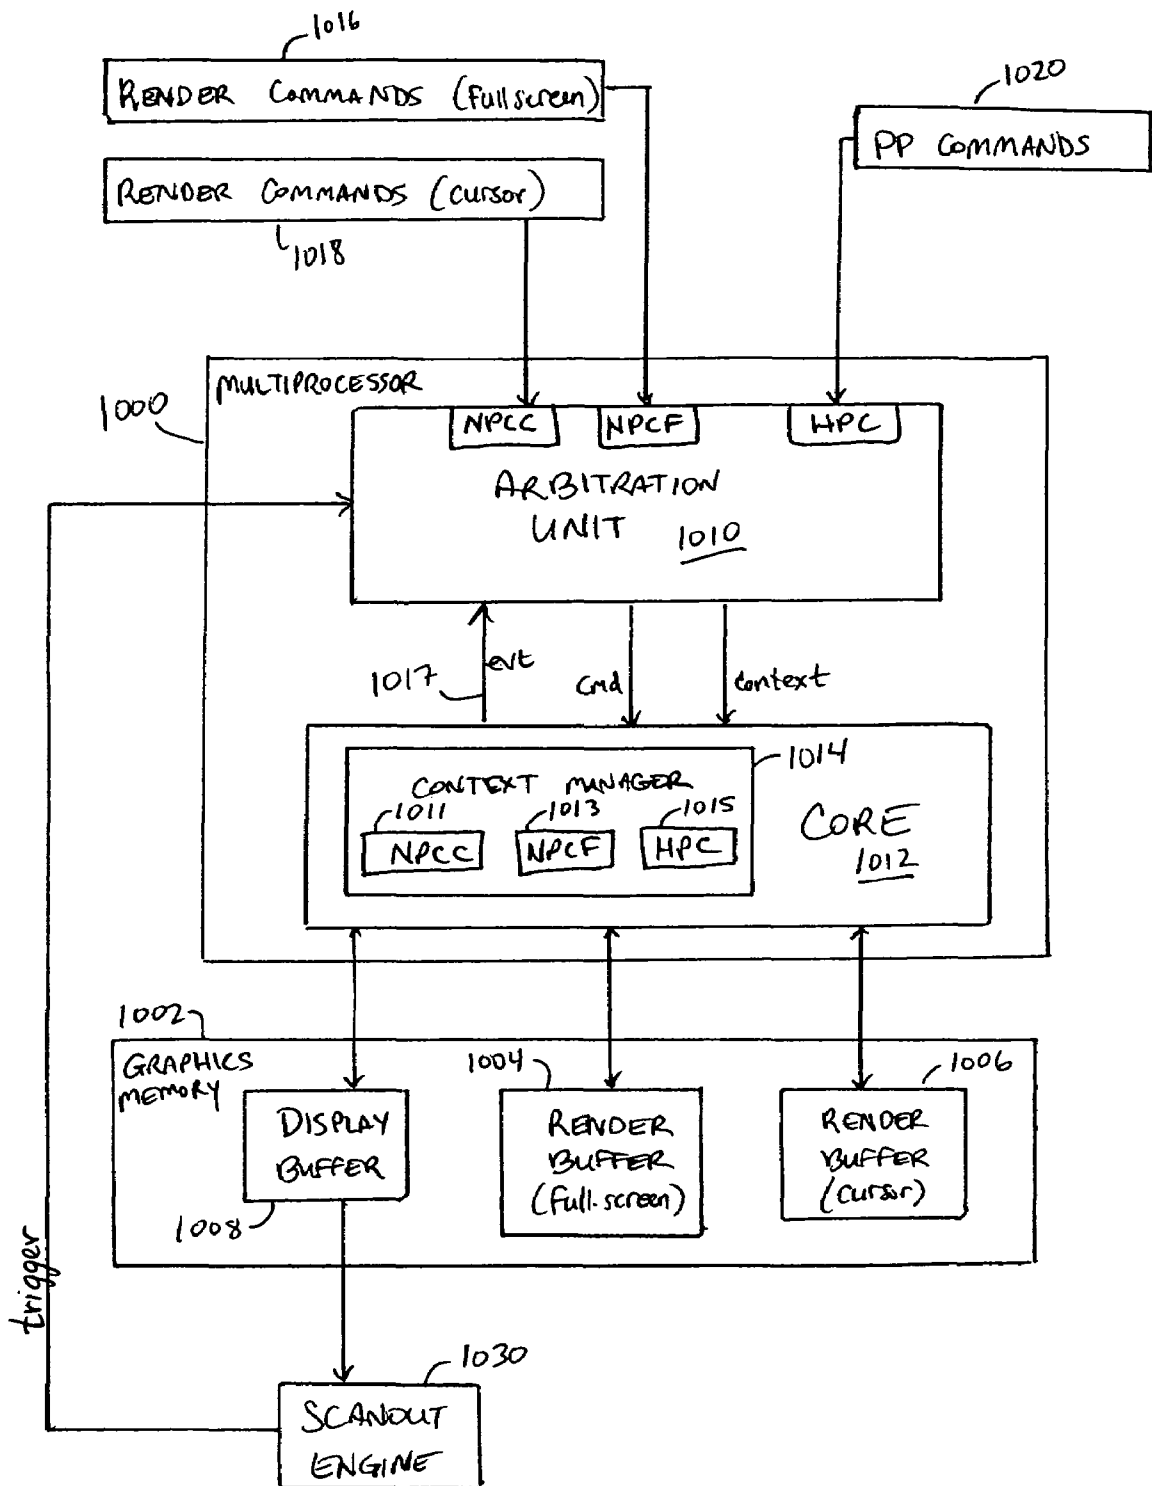 1016
RENDER COMMANDS (Fullscreen)
1020
PP COMMANDS
RENDER COMMANDS (cursor)
1018
MULTIPROCESSOR
1000
NPCC
NPCF
HPC
ARBITRATION
UNIT
1010
1017
evt
cmd
context
1014
CONTEXT MANAGER
1011
1013
1015
NPCC
NPCF
HPC
CORE
1012
1002
GRAPHICS
MEMORY
1004
1006
DISPLAY
BUFFER
RENDER
BUFFER
(Full-screen)
RENDER
BUFFER
(cursor)
1008
trigger
1030
SCANOUT
ENGINE